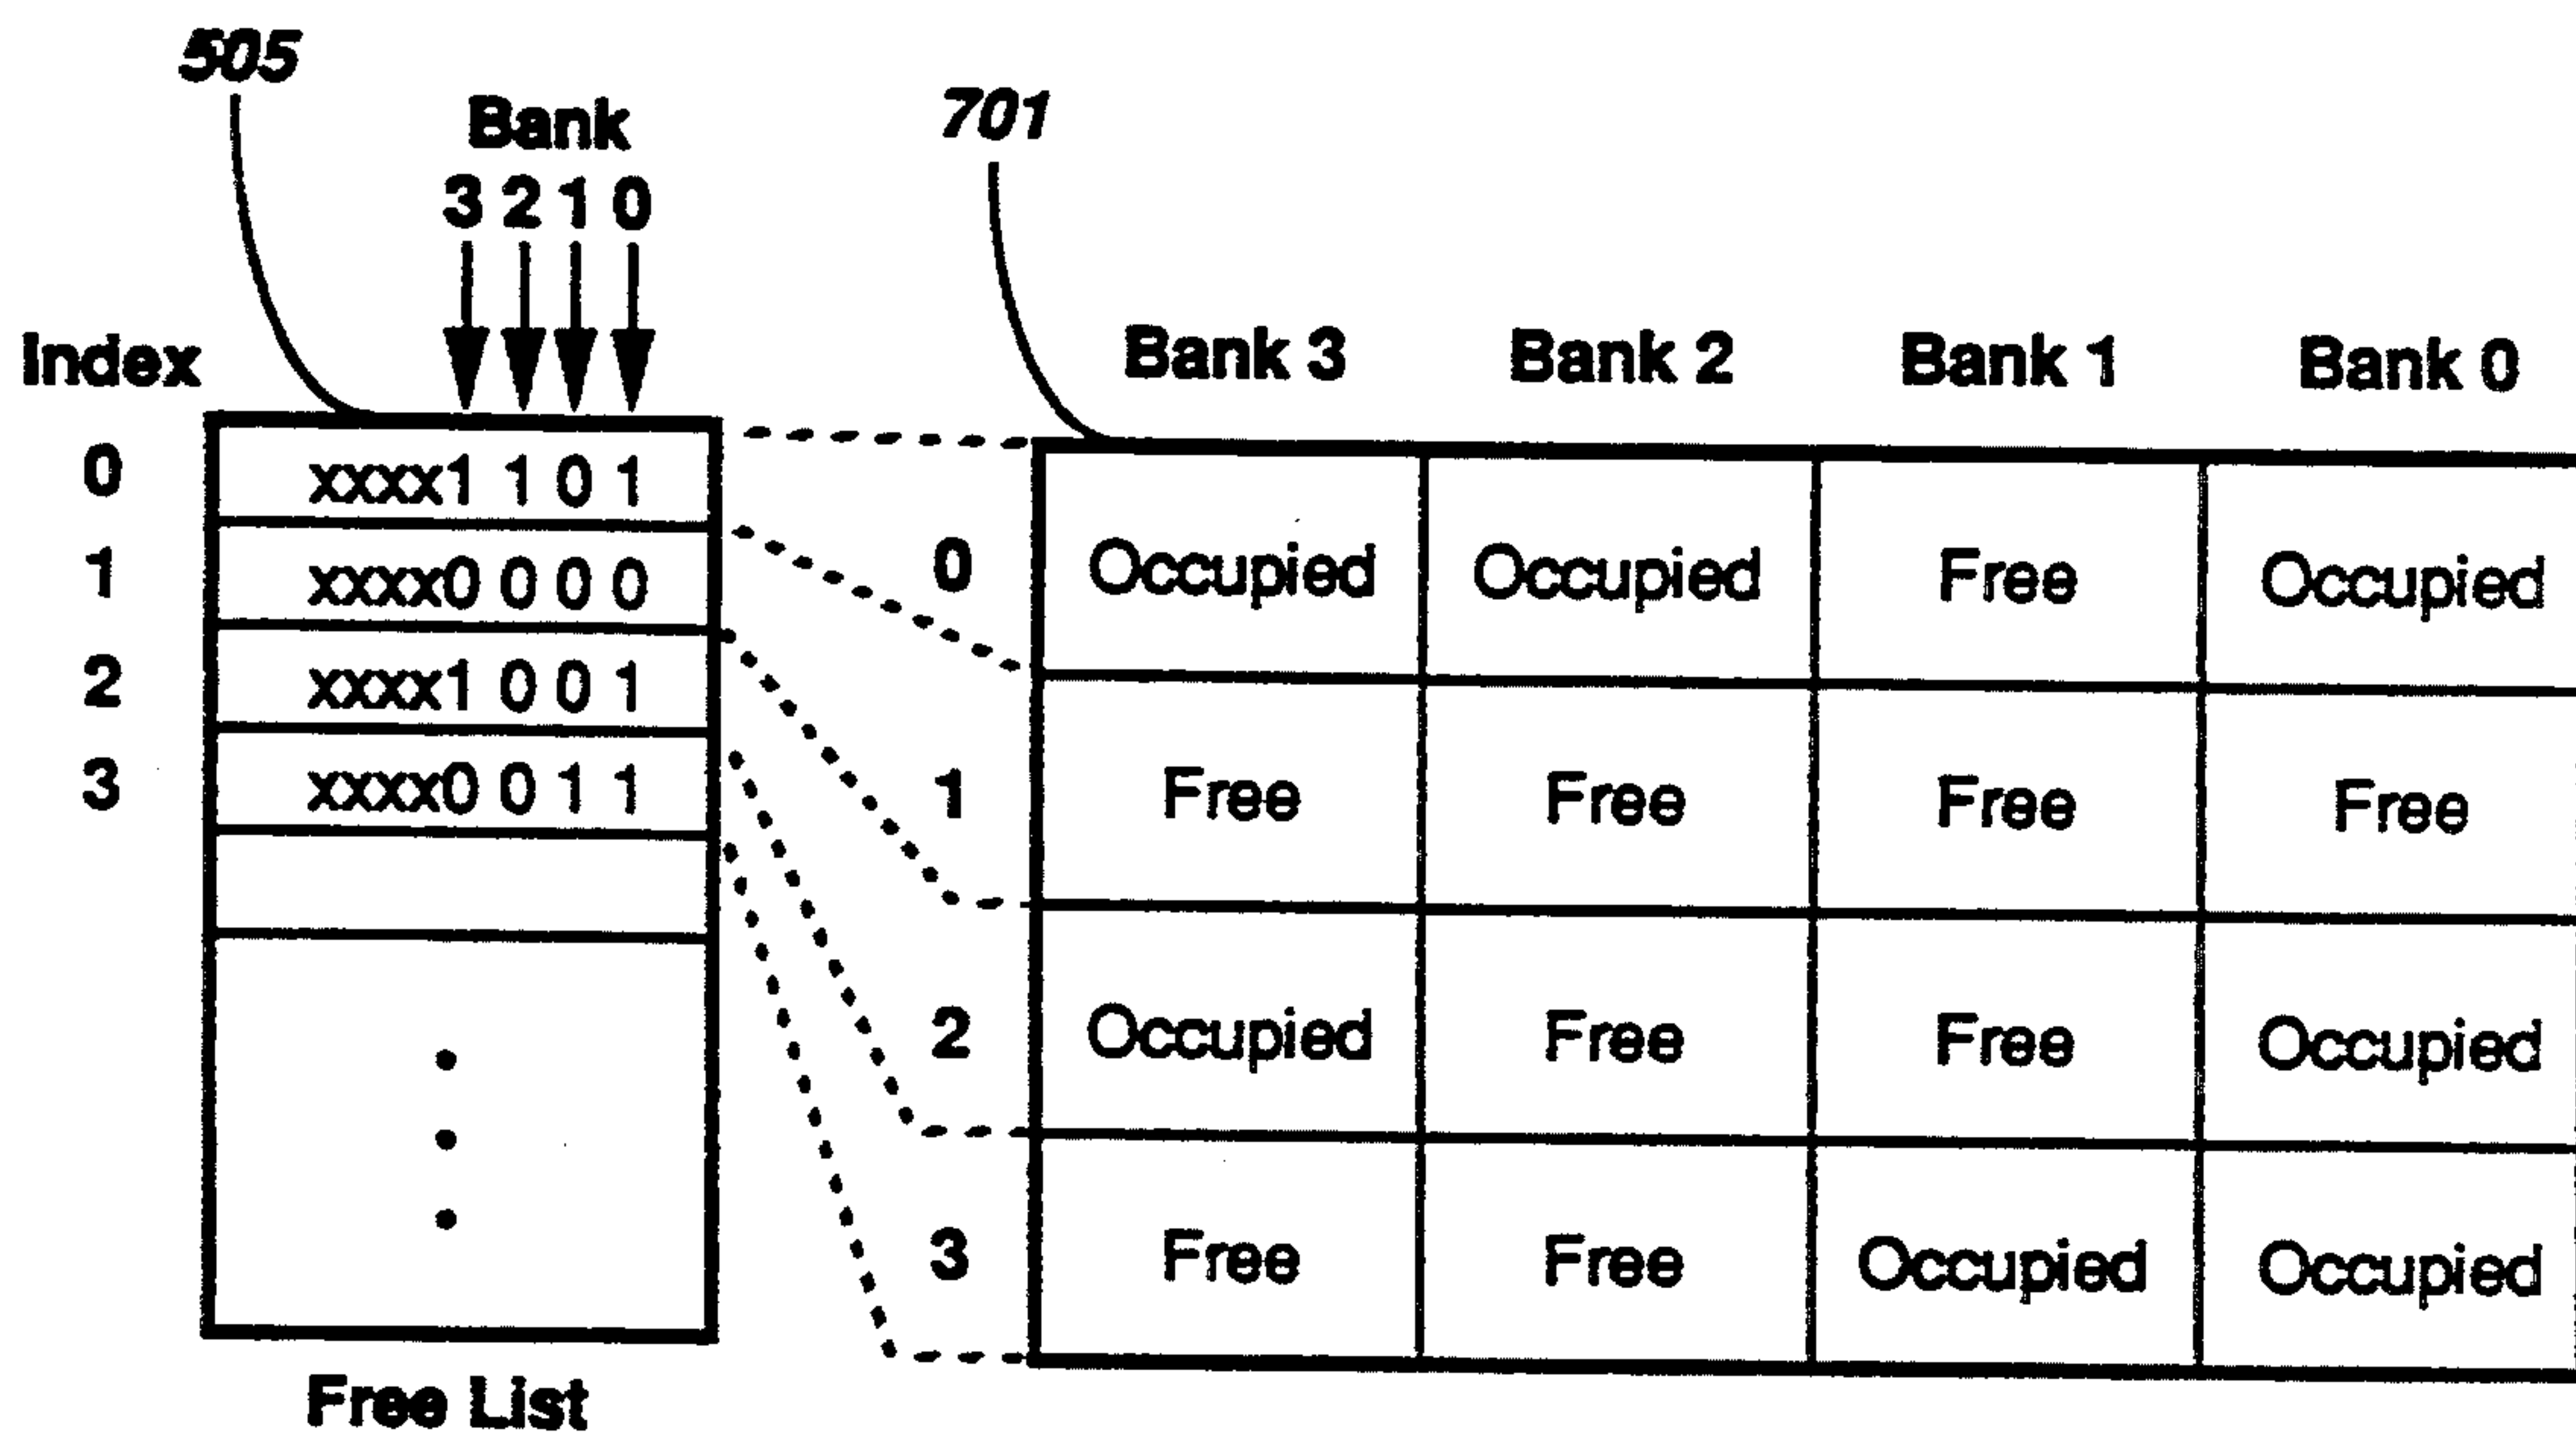 505
Bank
701
3 2 1 0
Index
Bank 3 Bank 2 Bank 1 Bank 0
0 xxxx1 1 0 1
1 xxxx0 0 0 0
2 xxxx1 0 0 1
3 xxxx0 0 1 1
0 Occupied Occupied Free Occupied
1 Free Free Free Free
2 Occupied Free Free Occupied
3 Free Free Occupied Occupied
Free List